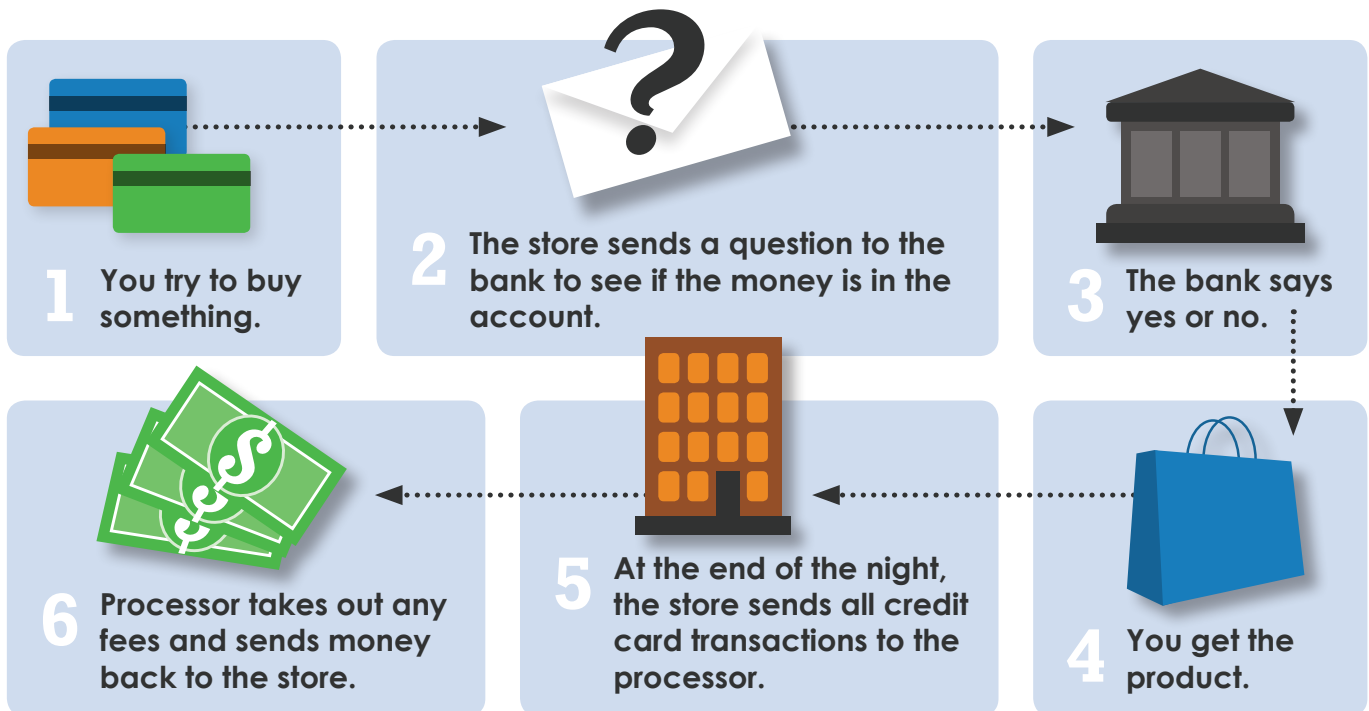 1
You try to buy
something.
2
The store sends a question to the
bank to see if the money is in the
account.
3
The bank says
yes or no.
4
You get the
product.
5
At the end of the night,
the store sends all credit
card transactions to the
processor.
6
Processor takes out any
fees and sends money
back to the store.